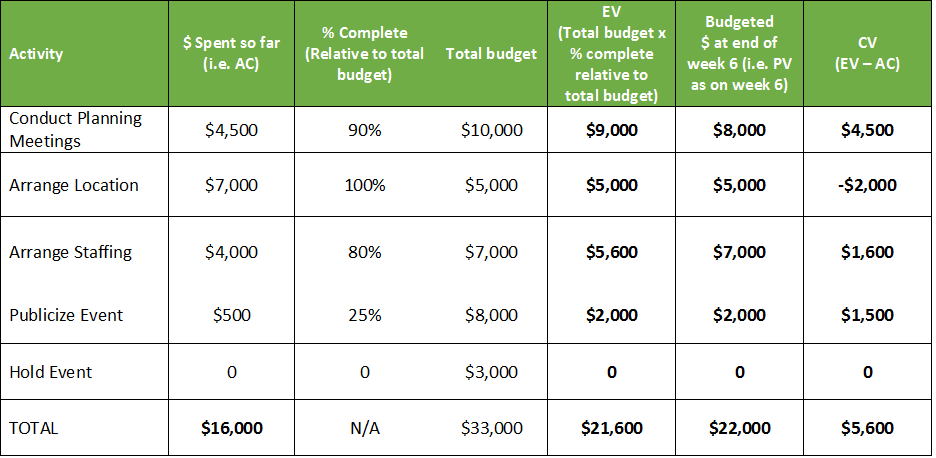 Activity
$ Spent so far
(i.e. AC)
% Complete
(Relative to total
budget)
Total budget
EV
(Total budget x
% complete
relative to
total budget)
Budgeted
$ at end of
week 6 (i.e. PV
as on week 6)
CV
(EV – AC)
Conduct Planning
Meetings
$4,500
90%
$10,000
$9,000
$8,000
$4,500
Arrange Location
$7,000
100%
$5,000
$5,000
$5,000
-$2,000
Arrange Staffing
$4,000
80%
$7,000
$5,600
$7,000
$1,600
Publicize Event
$500
25%
$8,000
$2,000
$2,000
$1,500
Hold Event
0
0
$3,000
0
0
0
TOTAL
$16,000
N/A
$33,000
$21,600
$22,000
$5,600